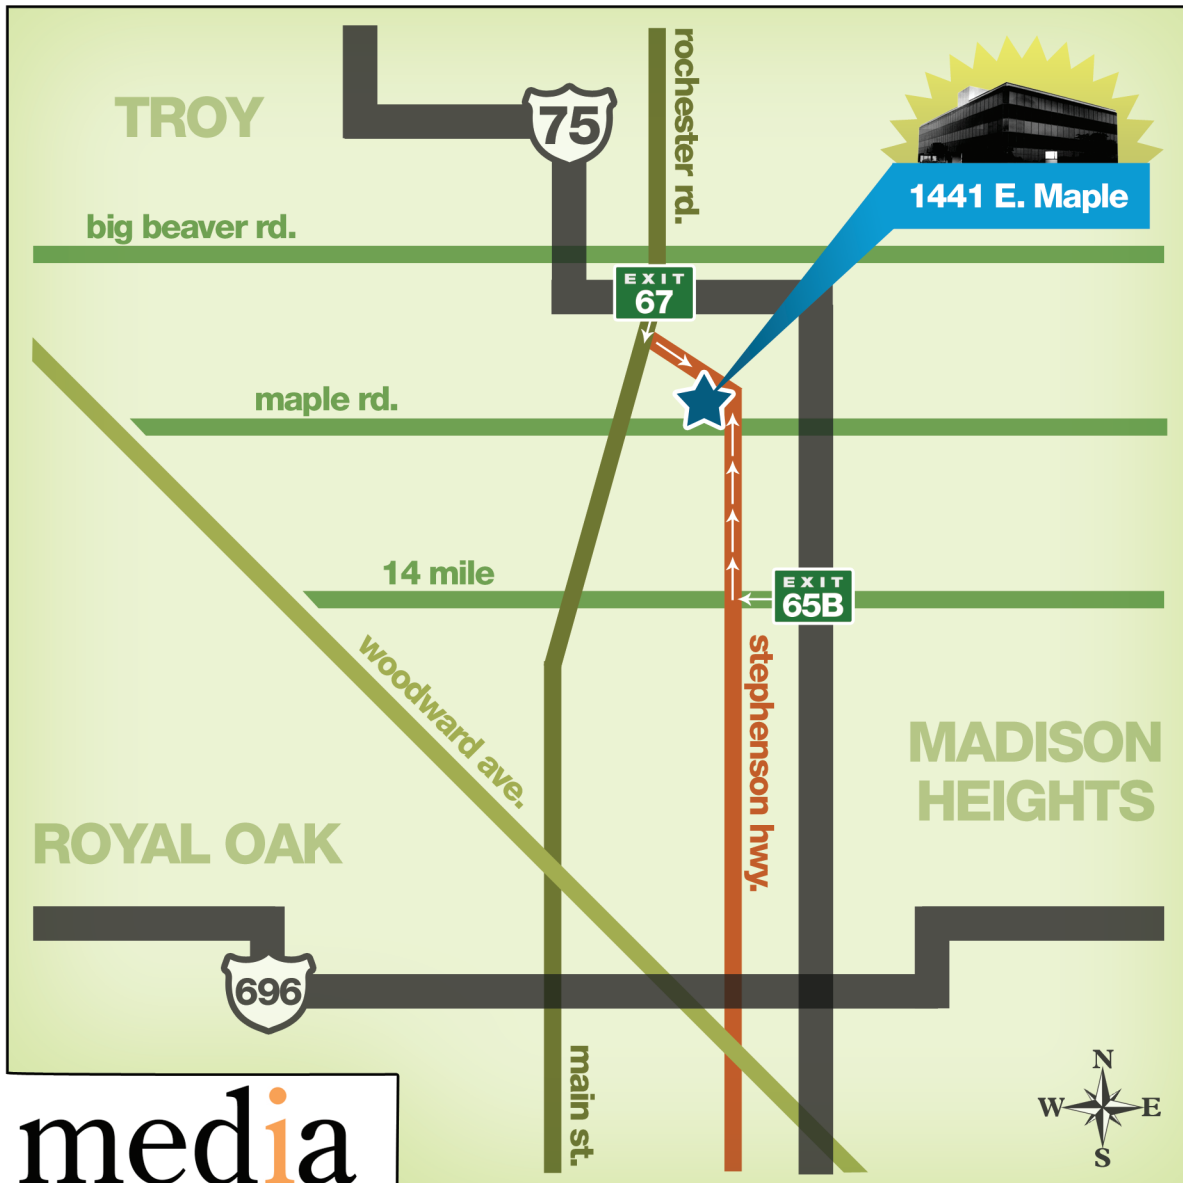 TROY
75
rochester rd.
1441 E. Maple
big beaver rd.
EXIT
67
maple rd.
14 mile
EXIT
65B
woodward ave.
stephenson hwy.
MADISON
HEIGHTS
ROYAL OAK
696
main st.
N
W E
S
media